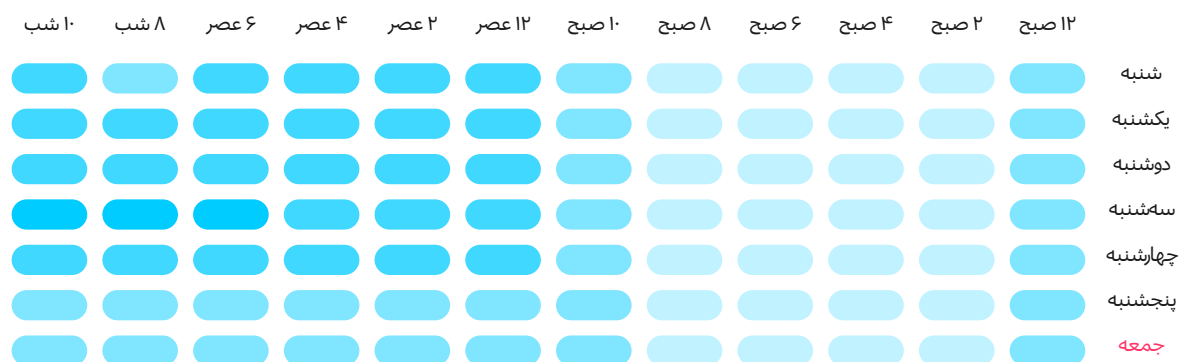 ۱۲ صبح ۲ صبح ۴ صبح ۶ صبح ۸ صبح ۱۰ صبح ۱۲ عصر ۲ عصر ۴ عصر ۶ عصر ۸ شب ۱۰ شب
شنبه
یکشنبه
دوشنبه
سه‌شنبه
چهارشنبه
پنجشنبه
جمعه